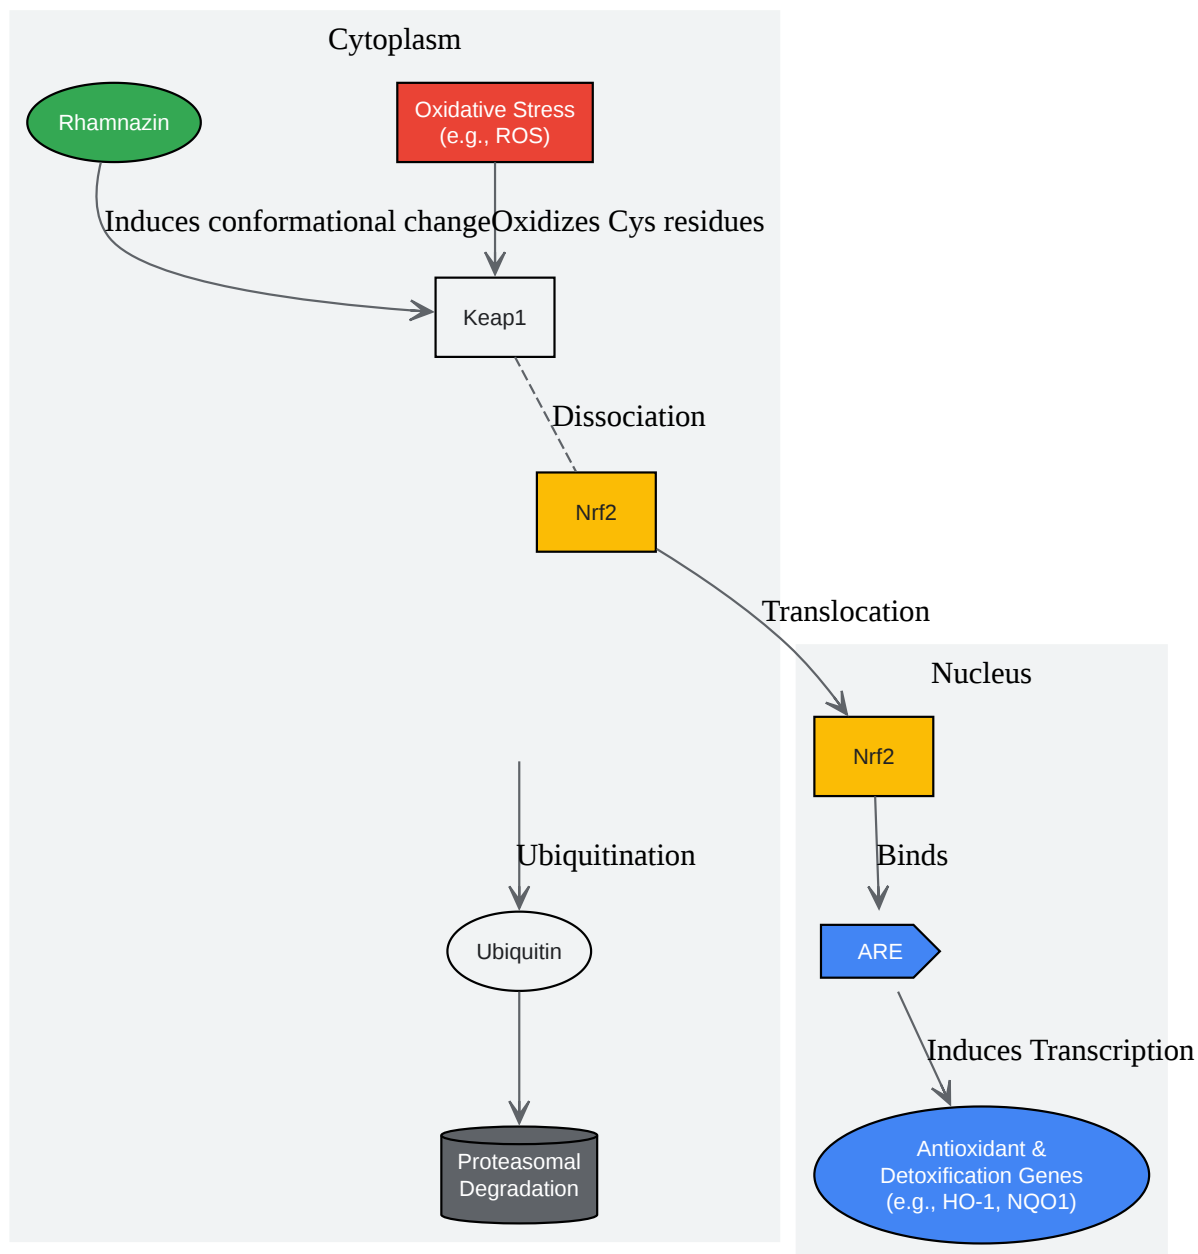 Cytoplasm
Rhamnazin
Oxidative Stress
(e.g., ROS)
Induces conformational change
Oxidizes Cys residues
Keap1
Dissociation
Nrf2
Translocation
Nucleus
Nrf2
Ubiquitination
Binds
Ubiquitin
ARE
Induces Transcription
Proteasomal
Degradation
Antioxidant &
Detoxification Genes
(e.g., HO-1, NQO1)